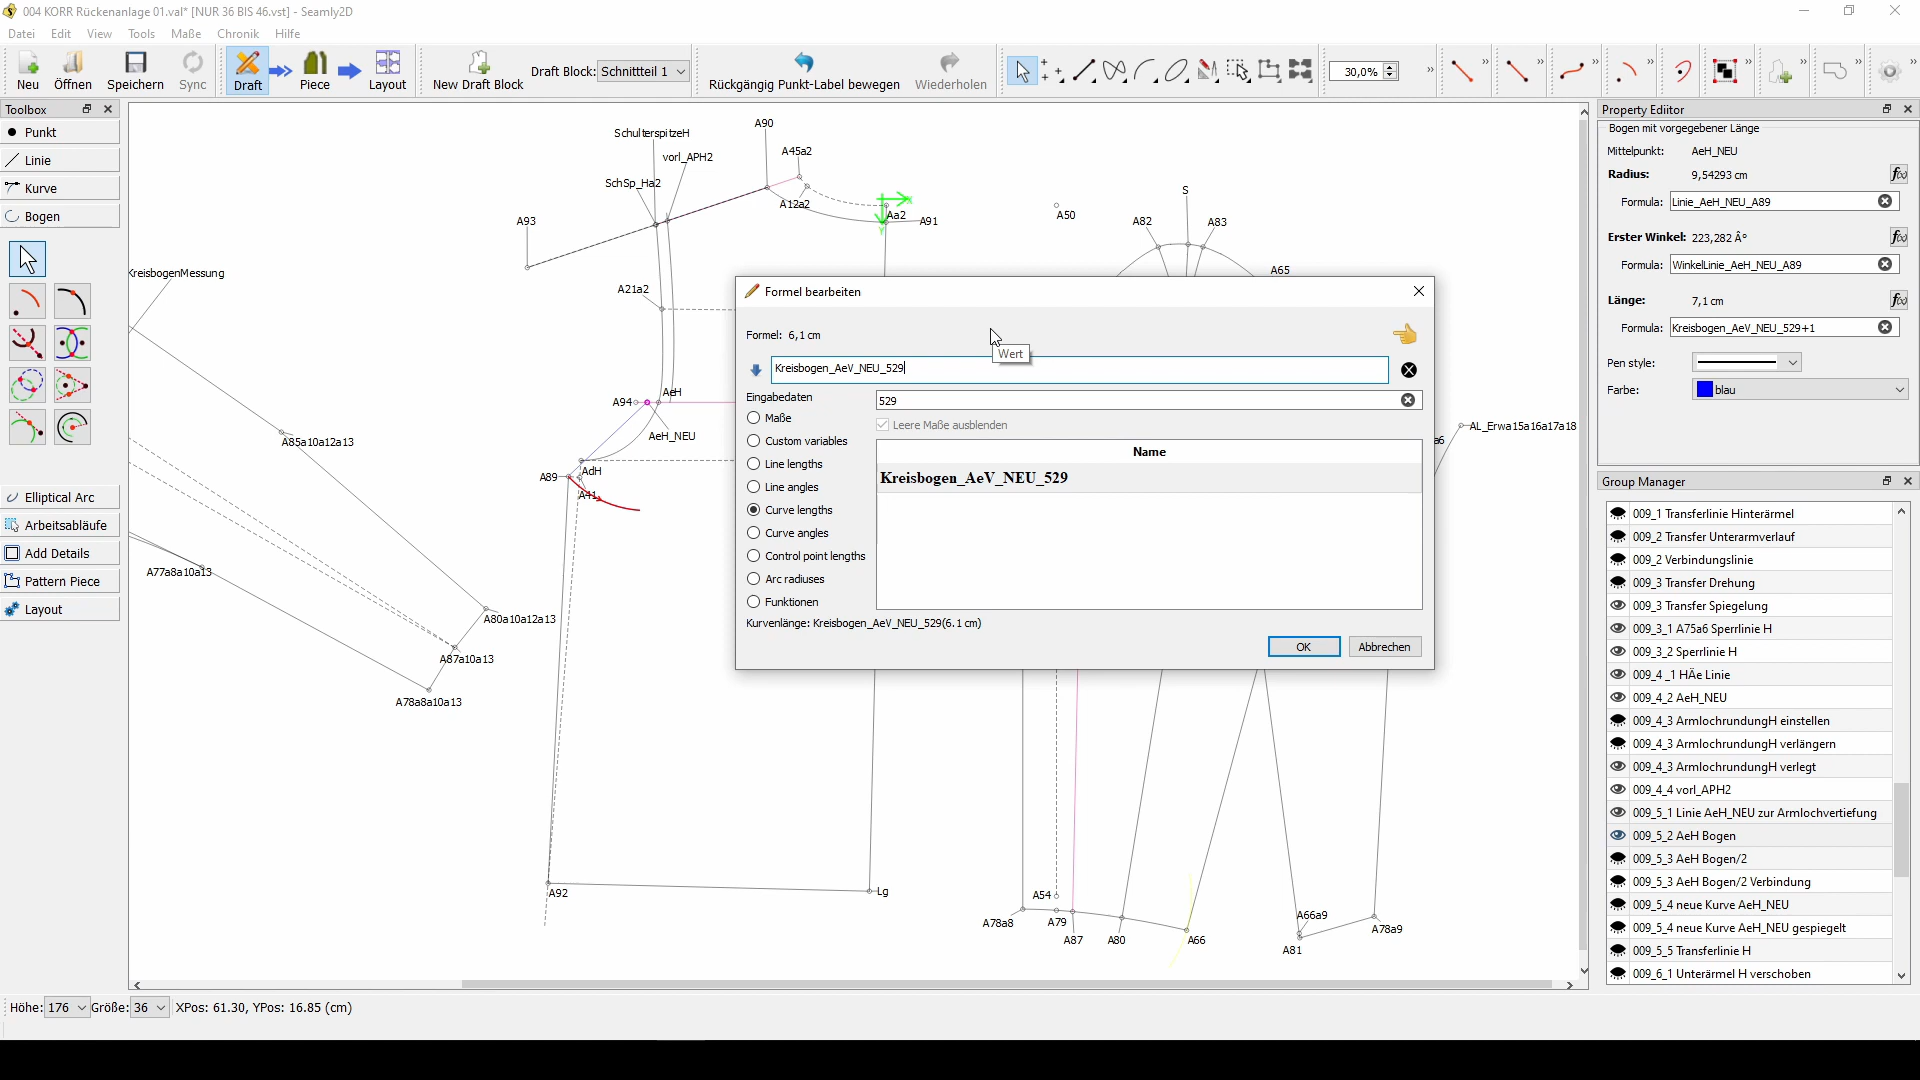 004 KORR Rückenanlage 01.val* [NUR 36 BIS 46.vst] - Seamly2D
Datei Edit View Tools Maße Chronik Hilfe
Neu Öffnen Speichern Sync Draft Piece Layout New Draft Block Draft Block: Schnittteil 1 Rückgängig Punkt-Label bewegen Wiederholen 30,0%
Toolbox
Punkt
Linie
Kurve
Bogen
Elliptical Arc
Arbeitsabläufe
Add Details
Pattern Piece
Layout
A90
SchulterspitzeH
A45a2
vorl_APH2
SchSp_Ha2
S
A12a2
Aa2
A91
A50
A93
A82
A83
KreisbogenMessung
A65
A21a2
A94
AeH
AeH_NEU
A85a10a12a13
a6
AL_Erwa15a16a17a18
A89
AdH
A41
A77a8a10a13
A80a10a12a13
A87a10a13
A78a8a10a13
A92
Lg
A54
A78a8
A79
A87
A80
A66
A66a9
A81
A78a9
Formel bearbeiten
Formel: 6,1 cm
Wert
Kreisbogen_AeV_NEU_529
Eingabedaten
529
Maße
Leere Maße ausblenden
Custom variables
Line lengths
Line angles
Curve lengths
Curve angles
Control point lengths
Arc radiuses
Funktionen
Name
Kreisbogen_AeV_NEU_529
Kurvenlänge: Kreisbogen_AeV_NEU_529(6.1 cm)
OK
Abbrechen
Property Ediitor
Bogen mit vorgegebener Länge
Mittelpunkt: AeH_NEU
Radius: 9,54293 cm
Formula: Linie_AeH_NEU_A89
Erster Winkel: 223,282 Â°
Formula: WinkelLinie_AeH_NEU_A89
Länge: 7,1 cm
Formula: Kreisbogen_AeV_NEU_529+1
Pen style:
Farbe: blau
Group Manager
009_1 Transferlinie Hinterärmel
009_2 Transfer Unterarmverlauf
009_2 Verbindungslinie
009_3 Transfer Drehung
009_3 Transfer Spiegelung
009_3_1 A75a6 Sperrlinie H
009_3_2 Sperrlinie H
009_4 _1 HÄe Linie
009_4_2 AeH_NEU
009_4_3 ArmlochrundungH einstellen
009_4_3 ArmlochrundungH verlängern
009_4_3 ArmlochrundungH verlegt
009_4_4 vorl_APH2
009_5_1 Linie AeH_NEU zur Armlochvertiefung
009_5_2 AeH Bogen
009_5_3 AeH Bogen/2
009_5_3 AeH Bogen/2 Verbindung
009_5_4 neue Kurve AeH_NEU
009_5_4 neue Kurve AeH_NEU gespiegelt
009_5_5 Transferlinie H
009_6_1 Unterärmel H verschoben
Höhe: 176 Größe: 36 XPos: 61.30, YPos: 16.85 (cm)